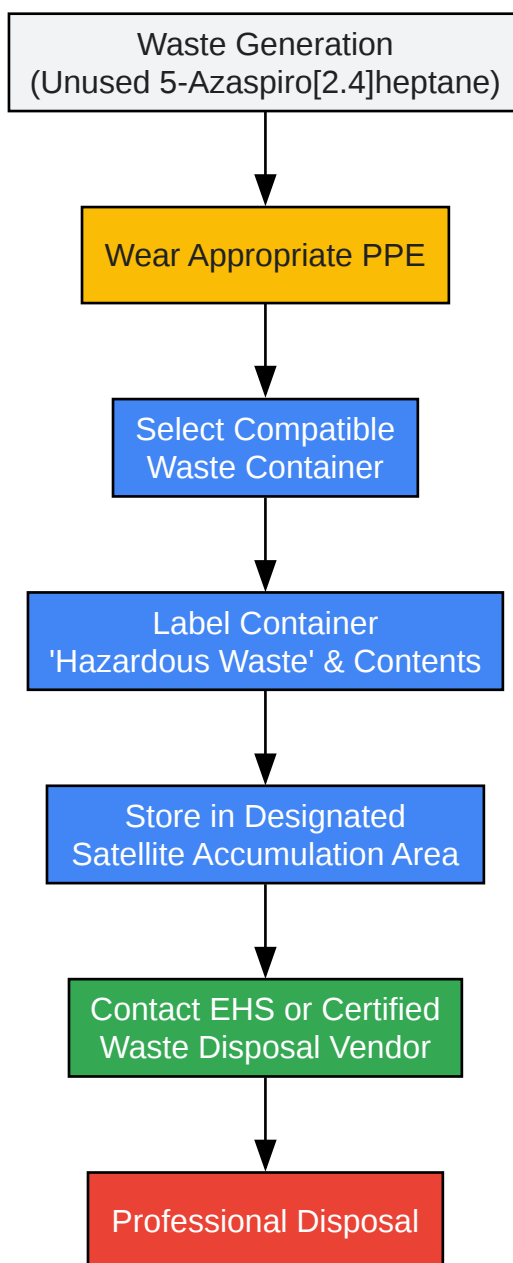 Waste Generation
(Unused 5-Azaspiro[2.4]heptane)
Wear Appropriate PPE
Select Compatible
Waste Container
Label Container
'Hazardous Waste' & Contents
Store in Designated
Satellite Accumulation Area
Contact EHS or Certified
Waste Disposal Vendor
Professional Disposal